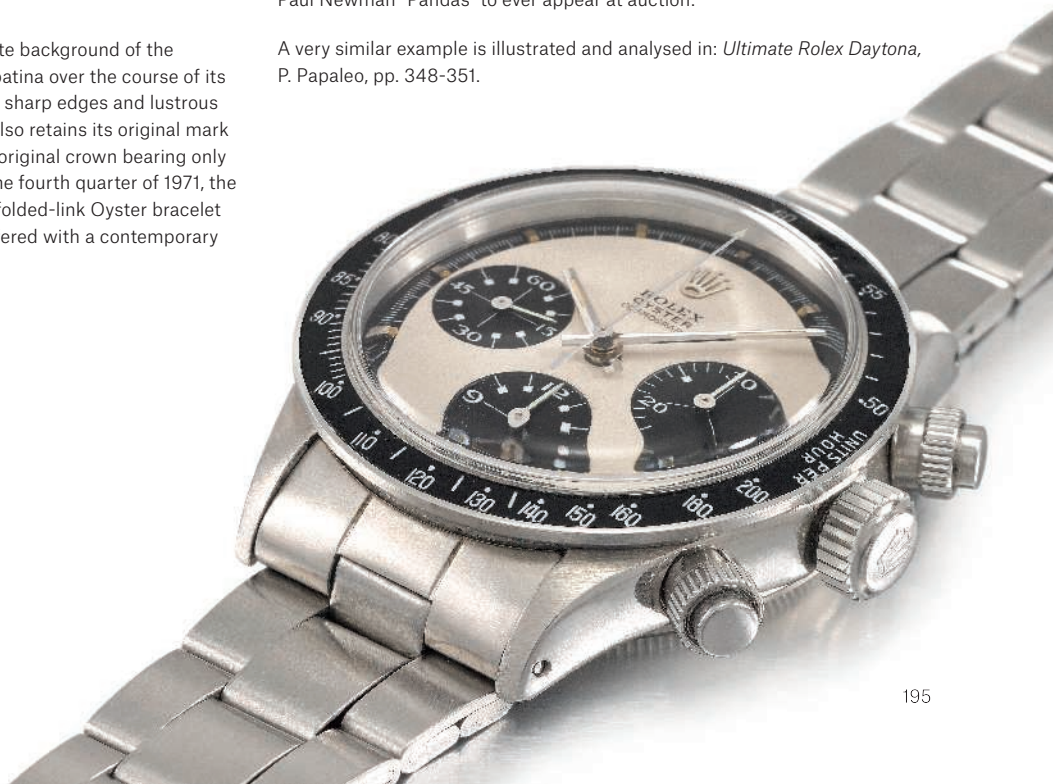 te background of the
patina over the course of its
sharp edges and lustrous
lso retains its original mark
original crown bearing only
he fourth quarter of 1971, the
folded-link Oyster bracelet
ered with a contemporary
Paul Newman "Pandas" to ever appear at auction.
A very similar example is illustrated and analysed in: Ultimate Rolex Daytona,
P. Papaleo, pp. 348-351.
60
55
50
UNITS PER
HOUR
200
180
160
150
140
130
120
110
100
90
85
80
ROLEX
OYSTER
COSMOGRAPH
60
45
15
30
12
9
20
195